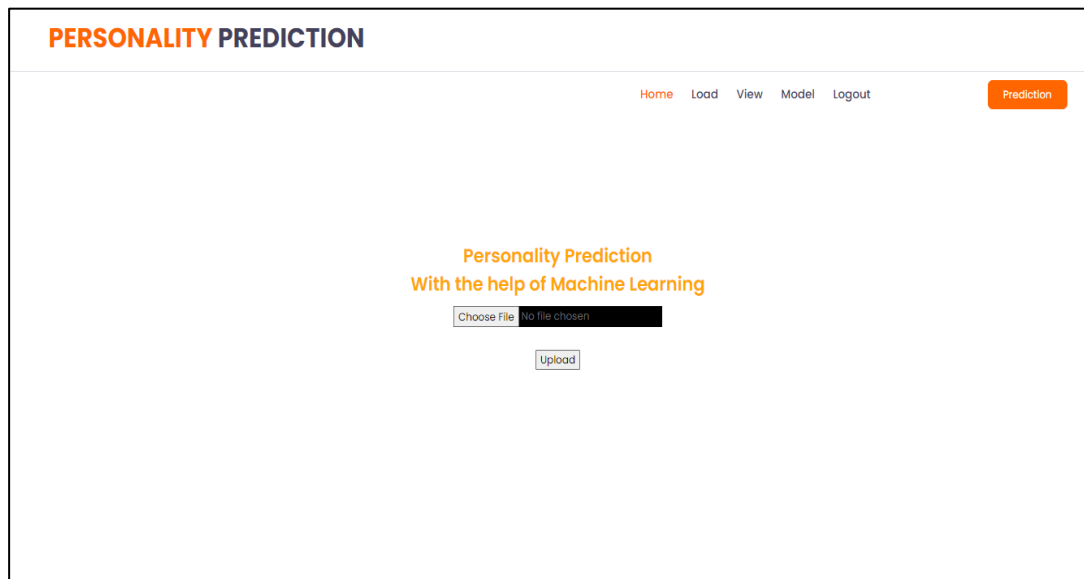 PERSONALITY PREDICTION
Home Load View Model Logout Prediction
Personality Prediction
With the help of Machine Learning
Choose File No file chosen
Upload